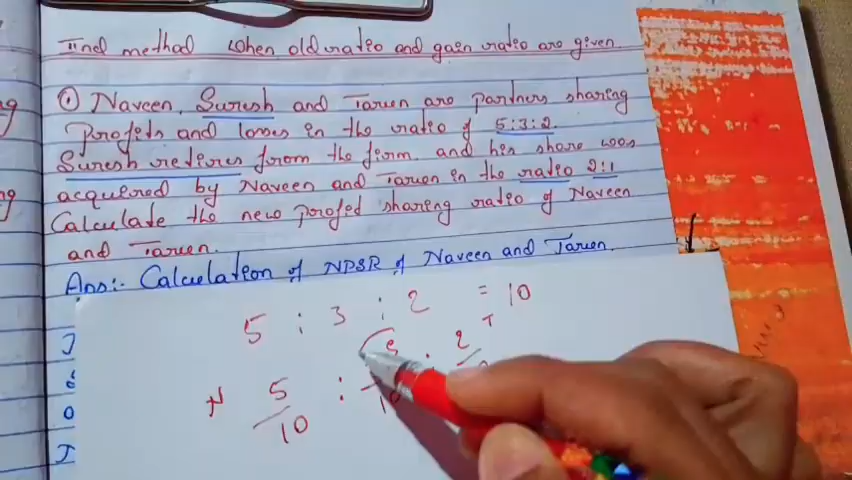 IInd method when old ratio and gain ratio are given.
① Naveen, Suresh and Tarun are partners sharing
profits and losses in the ratio of 5:3:2
Suresh retires from the firm and his share was
acquired by Naveen and Tarun in the ratio 2:1
Calculate the new profit sharing ratio of Naveen
and Tarun.
Ans:- Calculation of NPSR of Naveen and Tarun
5 : 3 : 2 = 10
N 5/10 : S /10 : 2/ T